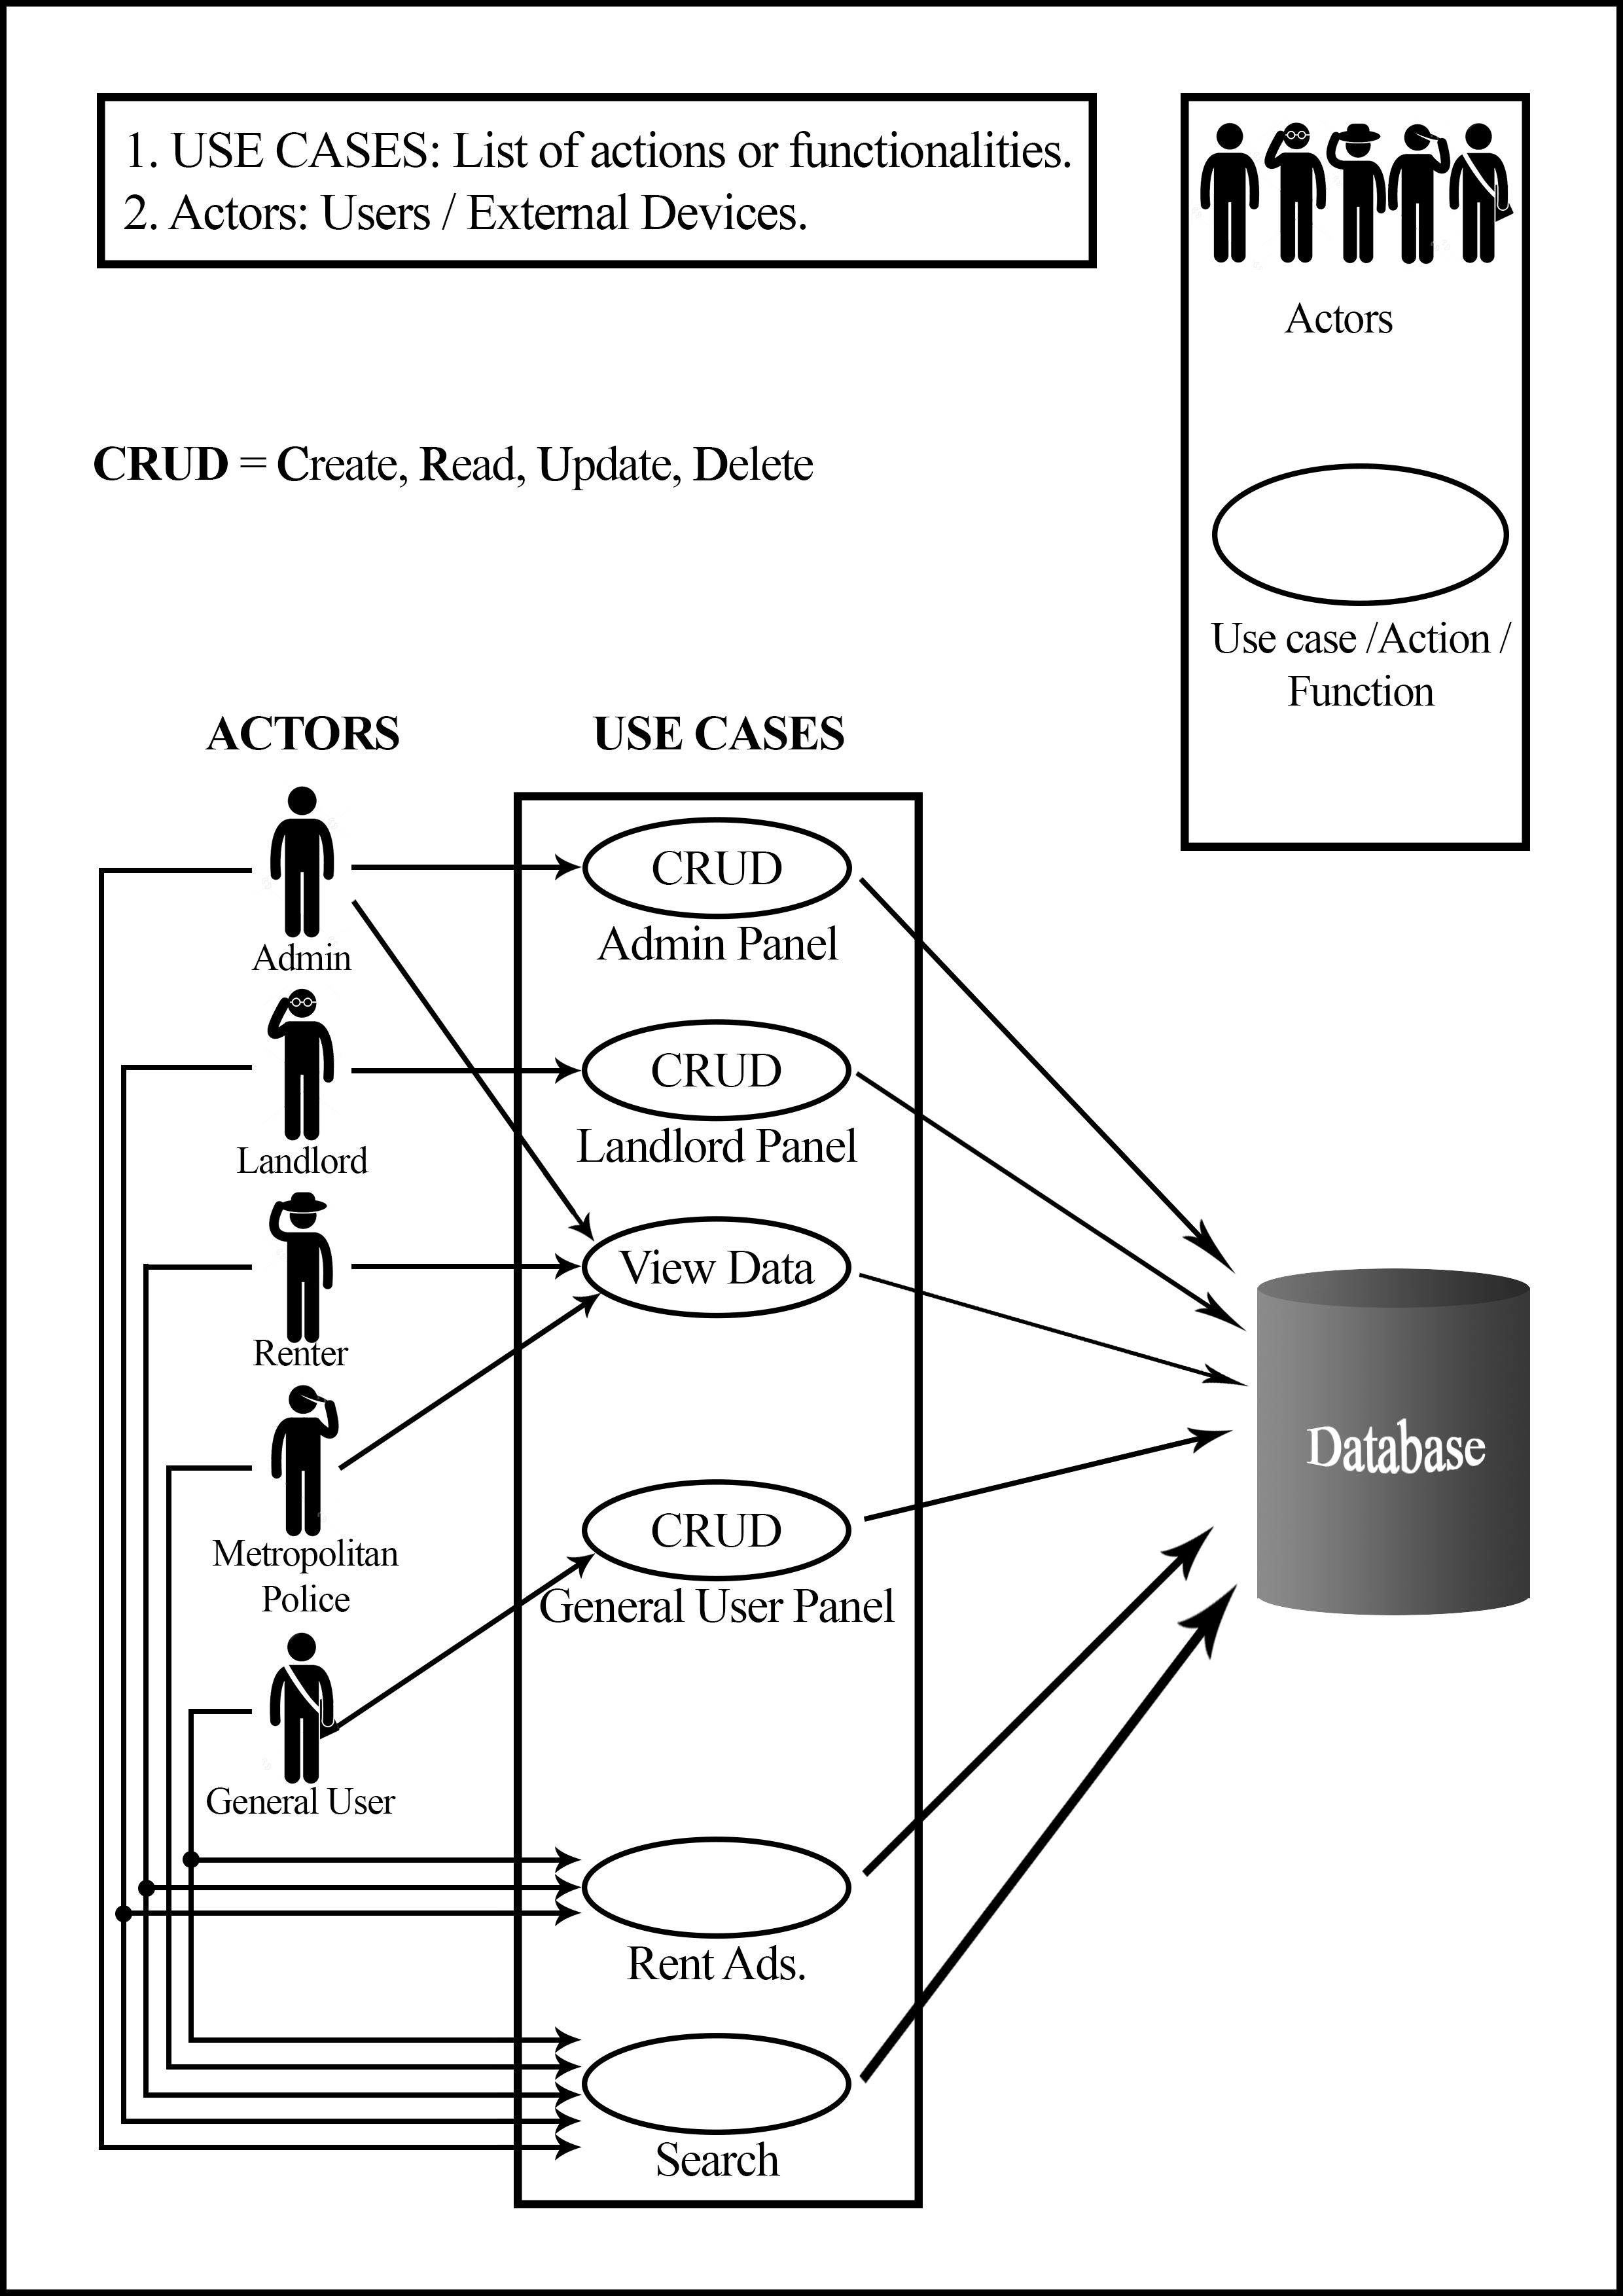 1. USE CASES: List of actions or functionalities.
2. Actors: Users / External Devices.
Actors
CRUD = Create, Read, Update, Delete
Use case /Action /
Function
ACTORS
USE CASES
CRUD
Admin Panel
Admin
CRUD
Landlord Panel
Landlord
View Data
Renter
Database
CRUD
General User Panel
Metropolitan
Police
General User
Rent Ads.
Search